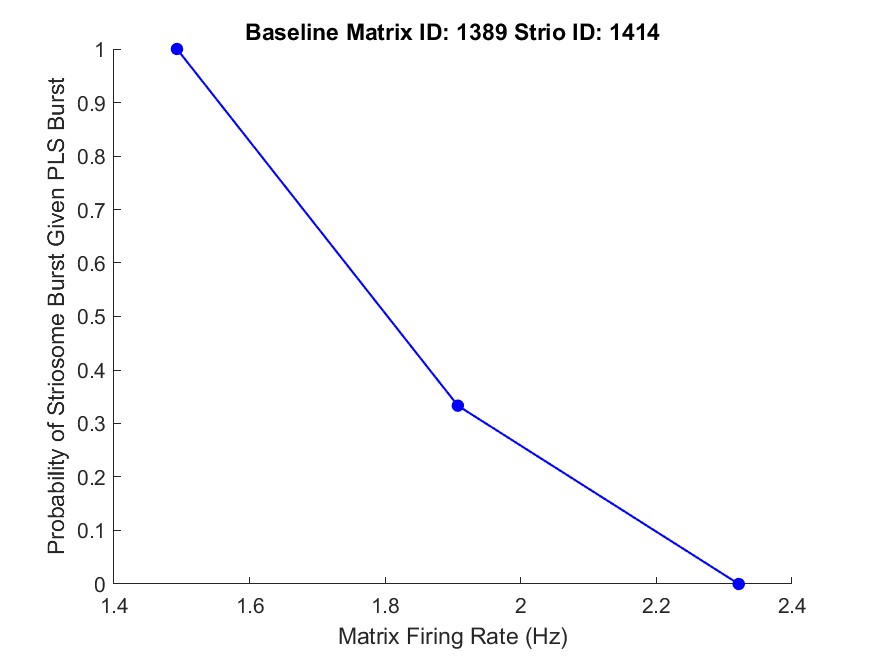 Baseline Matrix ID: 1389 Strio ID: 1414
Probability of Striosome Burst Given PLS Burst
1
0.9
0.8
0.7
0.6
0.5
0.4
0.3
0.2
0.1
0
1.4 1.6 1.8 2 2.2 2.4
Matrix Firing Rate (Hz)